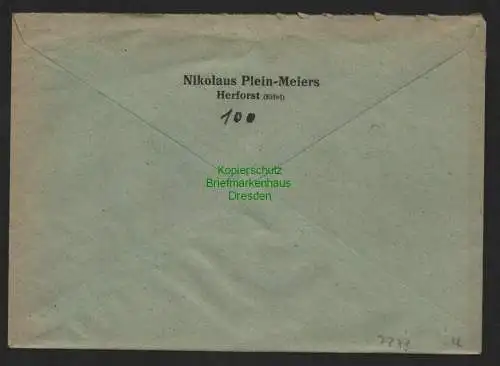 Nikolaus Plein-Meiers
Herforst (Eifel)
100
Kopierschutz
Briefmarkenhaus
Dresden